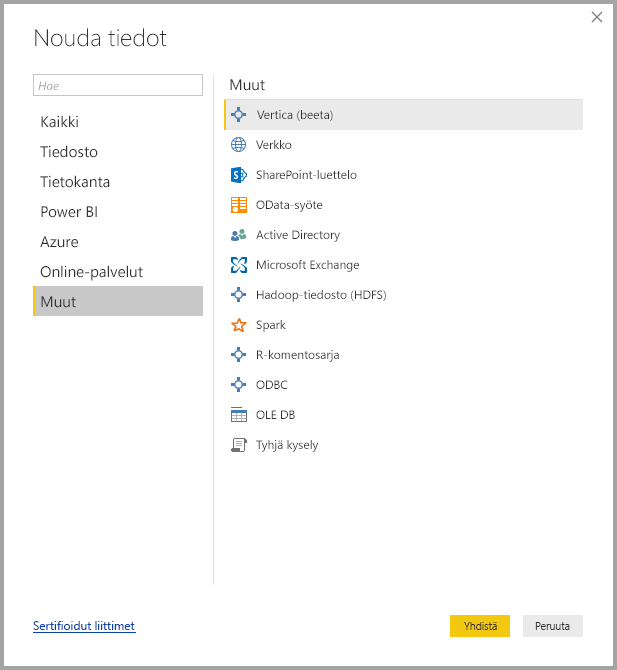 Nouda tiedot
Hae
Kaikki
Tiedosto
Tietokanta
Power BI
Azure
Online-palvelut
Muut
Muut
Vertica (beeta)
Verkko
SharePoint-luettelo
OData-syöte
Active Directory
Microsoft Exchange
Hadoop-tiedosto (HDFS)
Spark
R-komentosarja
ODBC
OLE DB
Tyhjä kysely
Sertifioidut liittimet
Yhdistä
Peruuta